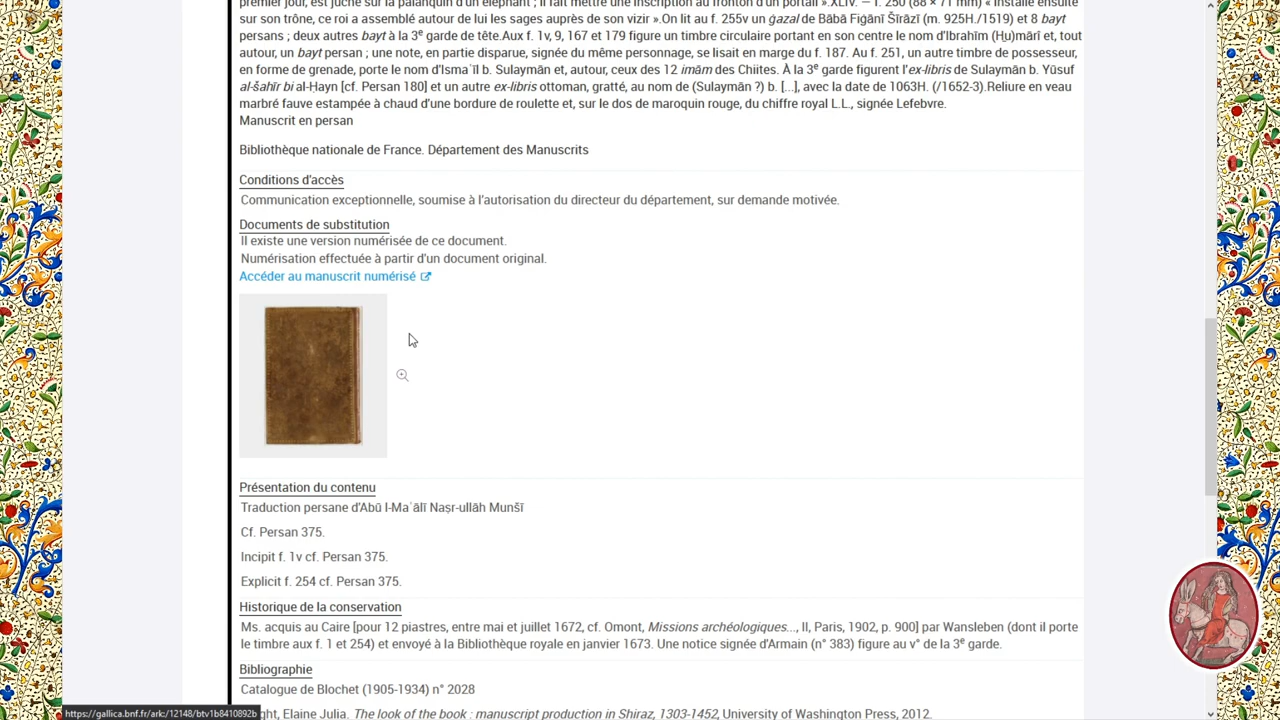 premier jour, est juché sur la palanquin d'un éléphant ; il fait mettre une inscription au fronton d'un portail ».XLIV. — f. 250 (88 × 71 mm) « Installé ensuite
sur son trône, ce roi a assemblé autour de lui les sages auprès de son vizir ».On lit au f. 255v un ġazal de Bābā Fiġānī Šīrāzī (m. 925H./1519) et 8 bayt
persans ; deux autres bayt à la 3e garde de tête.Aux f. 1v, 9, 167 et 179 figure un timbre circulaire portant en son centre le nom d'Ibrahīm (Ḫu)mārī et, tout
autour, un bayt persan ; une note, en partie disparue, signée du même personnage, se lisait en marge du f. 187. Au f. 251, un autre timbre de possesseur,
en forme de grenade, porte le nom d'Ismaʿīl b. Sulaymān et, autour, ceux des 12 imām des Chiites. À la 3e garde figurent l'ex-libris de Sulaymān b. Yūsuf
al-šahīr bi al-Ḥayn [cf. Persan 180] et un autre ex-libris ottoman, gratté, au nom de (Sulaymān ?) b. [...], avec la date de 1063H. (/1652-3).Reliure en veau
marbré fauve estampée à chaud d'une bordure de roulette et, sur le dos de maroquin rouge, du chiffre royal L.L., signée Lefebvre.
Manuscrit en persan
Bibliothèque nationale de France. Département des Manuscrits
Conditions d'accès
Communication exceptionnelle, soumise à l'autorisation du directeur du département, sur demande motivée.
Documents de substitution
Il existe une version numérisée de ce document.
Numérisation effectuée à partir d'un document original.
Accéder au manuscrit numérisé
Présentation du contenu
Traduction persane d'Abū l-Maʿālī Naṣr-ullāh Munšī
Cf. Persan 375.
Incipit f. 1v cf. Persan 375.
Explicit f. 254 cf. Persan 375.
Historique de la conservation
Ms. acquis au Caire [pour 12 piastres, entre mai et juillet 1672, cf. Omont, Missions archéologiques..., II, Paris, 1902, p. 900] par Wansleben (dont il porte
le timbre aux f. 1 et 254) et envoyé à la Bibliothèque royale en janvier 1673. Une notice signée d'Armain (n° 383) figure au v° de la 3e garde.
Bibliographie
Catalogue de Blochet (1905-1934) n° 2028
ght, Elaine Julia. The look of the book : manuscript production in Shiraz, 1303-1452, University of Washington Press, 2012.
https://gallica.bnf.fr/ark:/12148/btv1b8410892b